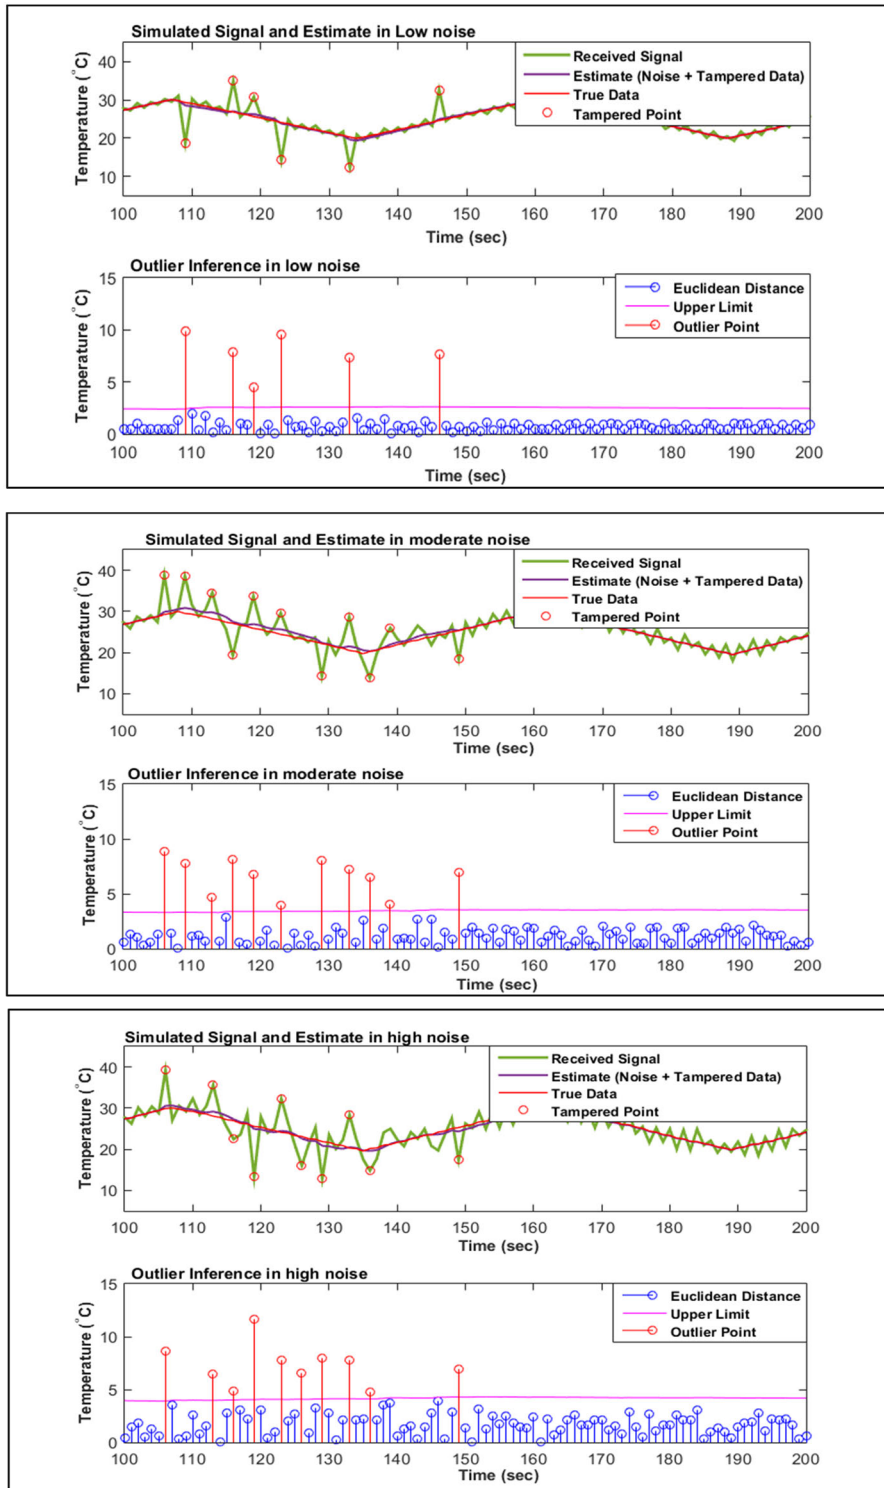 Simulated Signal and Estimate in Low noise
Temperature (°C)
40
30
20
10
Received Signal
Estimate (Noise + Tampered Data)
True Data
Tampered Point
100 110 120 130 140 150 160 170 180 190 200
Time (sec)
Outlier Inference in low noise
Temperature (°C)
15
10
5
0
Euclidean Distance
Upper Limit
Outlier Point
100 110 120 130 140 150 160 170 180 190 200
Time (sec)
Simulated Signal and Estimate in moderate noise
Temperature (°C)
40
30
20
10
Received Signal
Estimate (Noise + Tampered Data)
True Data
Tampered Point
100 110 120 130 140 150 160 170 180 190 200
Time (sec)
Outlier Inference in moderate noise
Temperature (°C)
15
10
5
0
Euclidean Distance
Upper Limit
Outlier Point
100 110 120 130 140 150 160 170 180 190 200
Time (sec)
Simulated Signal and Estimate in high noise
Temperature (°C)
40
30
20
10
Received Signal
Estimate (Noise + Tampered Data)
True Data
Tampered Point
100 110 120 130 140 150 160 170 180 190 200
Time (sec)
Outlier Inference in high noise
Temperature (°C)
15
10
5
0
Euclidean Distance
Upper Limit
Outlier Point
100 110 120 130 140 150 160 170 180 190 200
Time (sec)